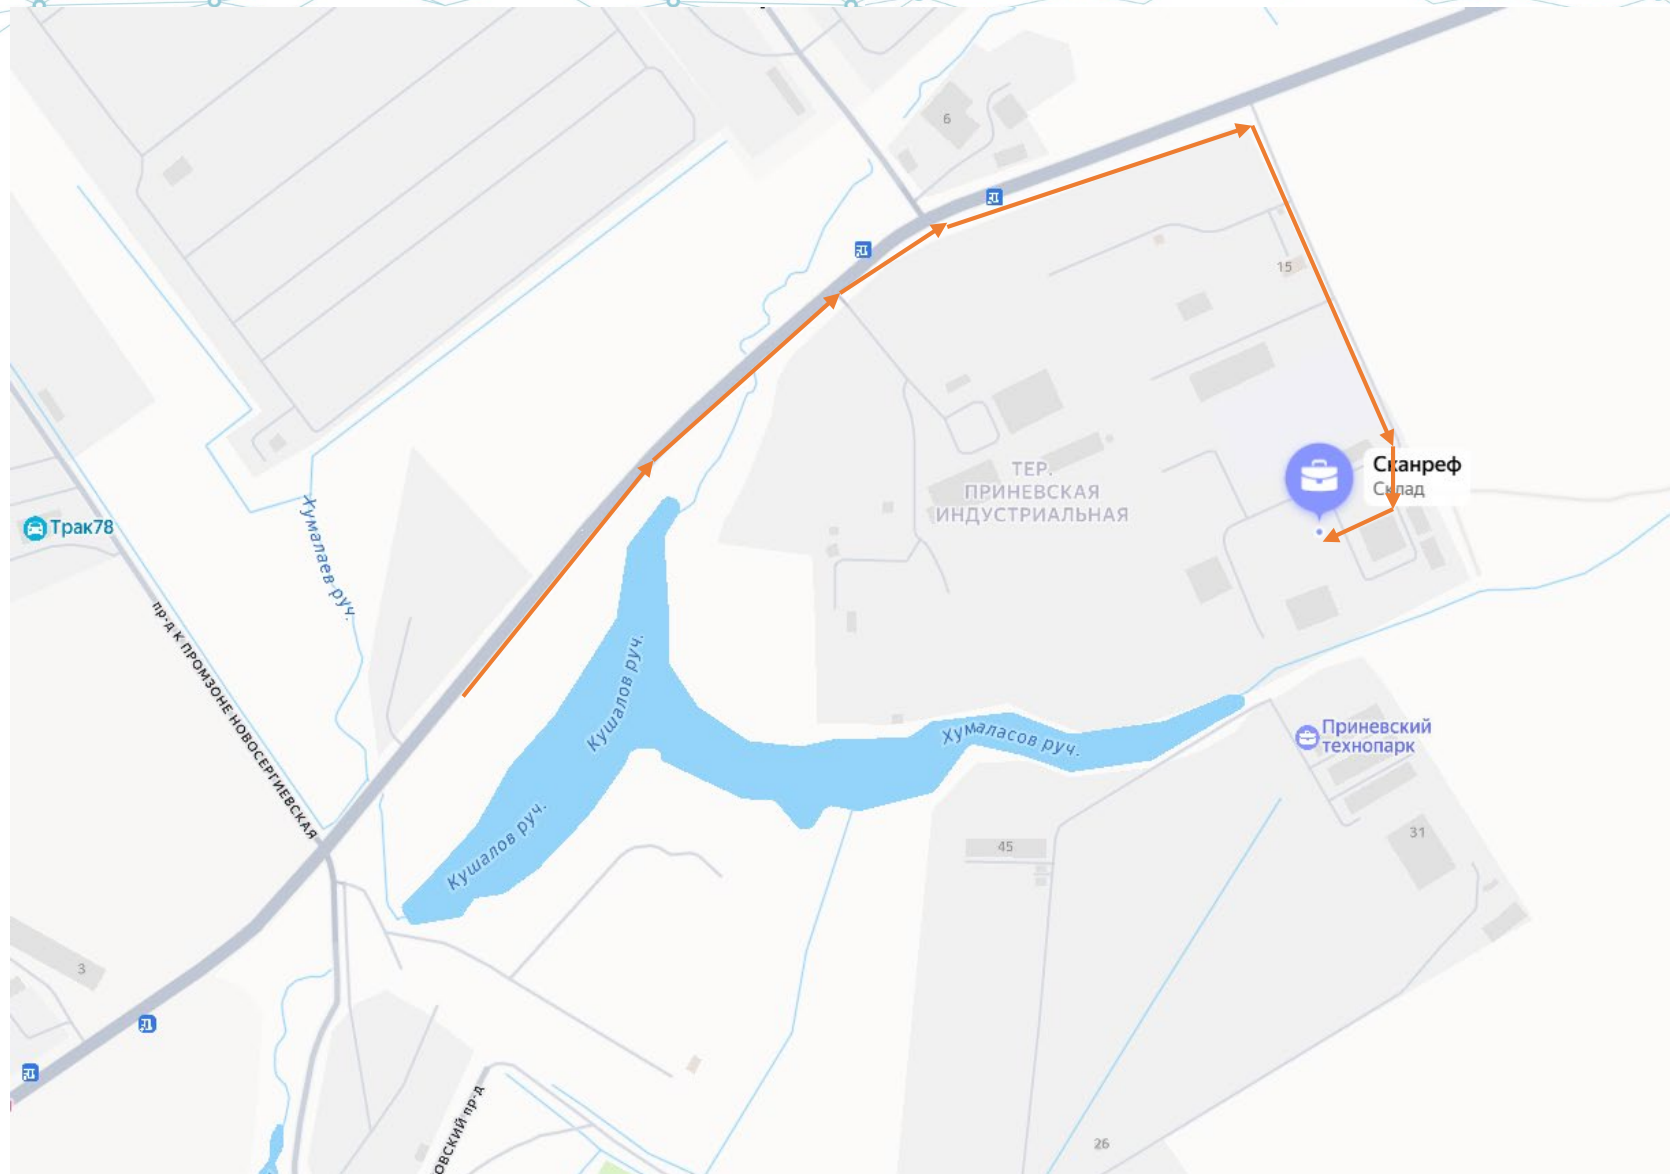 6
15
Хумалаев руч.
Сканреф
Склад
ТЕР.
ПРИНЕВСКАЯ
ИНДУСТРИАЛЬНАЯ
Трак78
пр-д К ПРОМЗОНЕ НОВОСЕРГИЕВСКАЯ
Кушалов руч.
Хумаласов руч.
Приневский
технопарк
Кушалов руч.
45
31
3
ОВСКИЙ пр-д
26